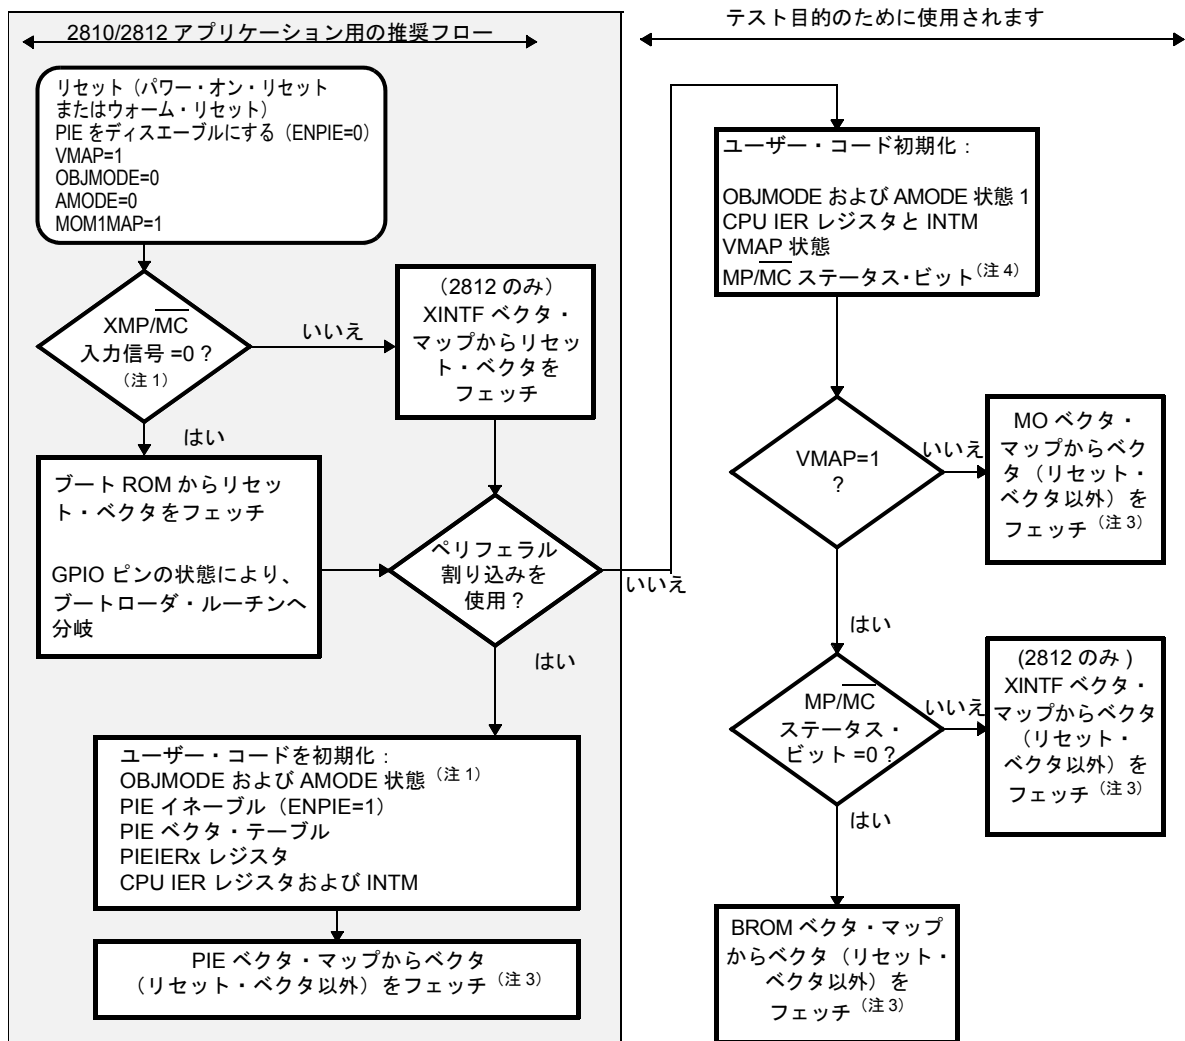 2810/2812 アプリケーション用の推奨フロー
リセット（パワー・オン・リセット
またはウォーム・リセット）
PIE をディスエーブルにする（ENPIE=0）
VMAP=1
OBJMODE=0
AMODE=0
MOM1MAP=1
XMP/MC
入力信号 =0 ?
（注 1）
いいえ
（2812 のみ）
XINTF ベクタ・
マップからリセッ
ト・ベクタを
フェッチ
はい
ブート ROM からリセッ
ト・ベクタをフェッチ
GPIO ピンの状態により、
ブートローダ・ルーチンへ
分岐
ペリフェラル
割り込みを
使用 ?
いいえ
はい
ユーザー・コードを初期化：
OBJMODE および AMODE 状態（注 1）
PIE イネーブル（ENPIE=1）
PIE ベクタ・テーブル
PIEIERx レジスタ
CPU IER レジスタおよび INTM
PIE ベクタ・マップからベクタ
（リセット・ベクタ以外）をフェッチ（注 3）
テスト目的のために使用されます
ユーザー・コード初期化：
OBJMODE および AMODE 状態 1
CPU IER レジスタと INTM
VMAP 状態
MP/MC ステータス・ビット（注 4）
VMAP=1
?
いいえ
MO ベクタ・
マップからベク
タ（リセット・
ベクタ以外）を
フェッチ（注 3）
はい
MP/MC
ステータス・
ビット =0 ?
いいえ
(2812 のみ )
XINTF ベクタ・
マップからベクタ
（リセット・
ベクタ以外）を
フェッチ（注 3）
はい
BROM ベクタ・マップ
からベクタ（リセット・
ベクタ以外）を
フェッチ（注 3）